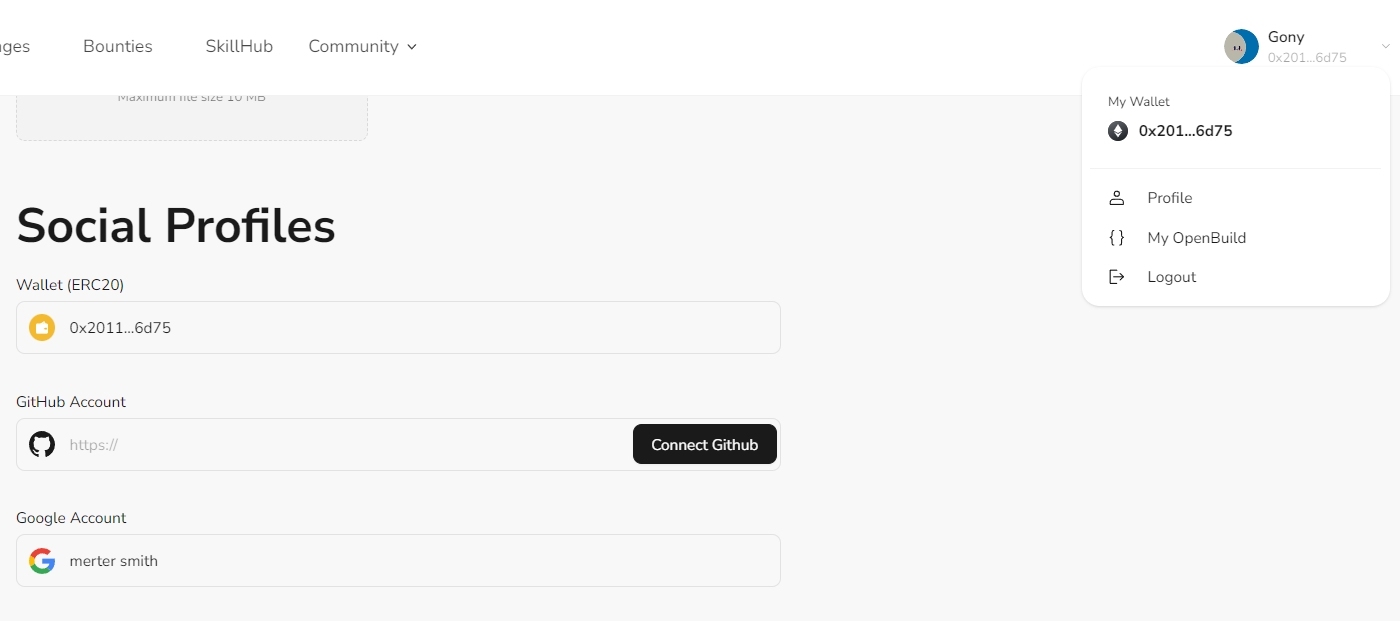 Bounties
SkillHub
Community
Gony
0x201...6d75
Maximum file size 10 MB
My Wallet
0x201...6d75
Profile
My OpenBuild
Logout
Social Profiles
Wallet (ERC20)
0x2011...6d75
GitHub Account
https://
Connect Github
Google Account
merter smith